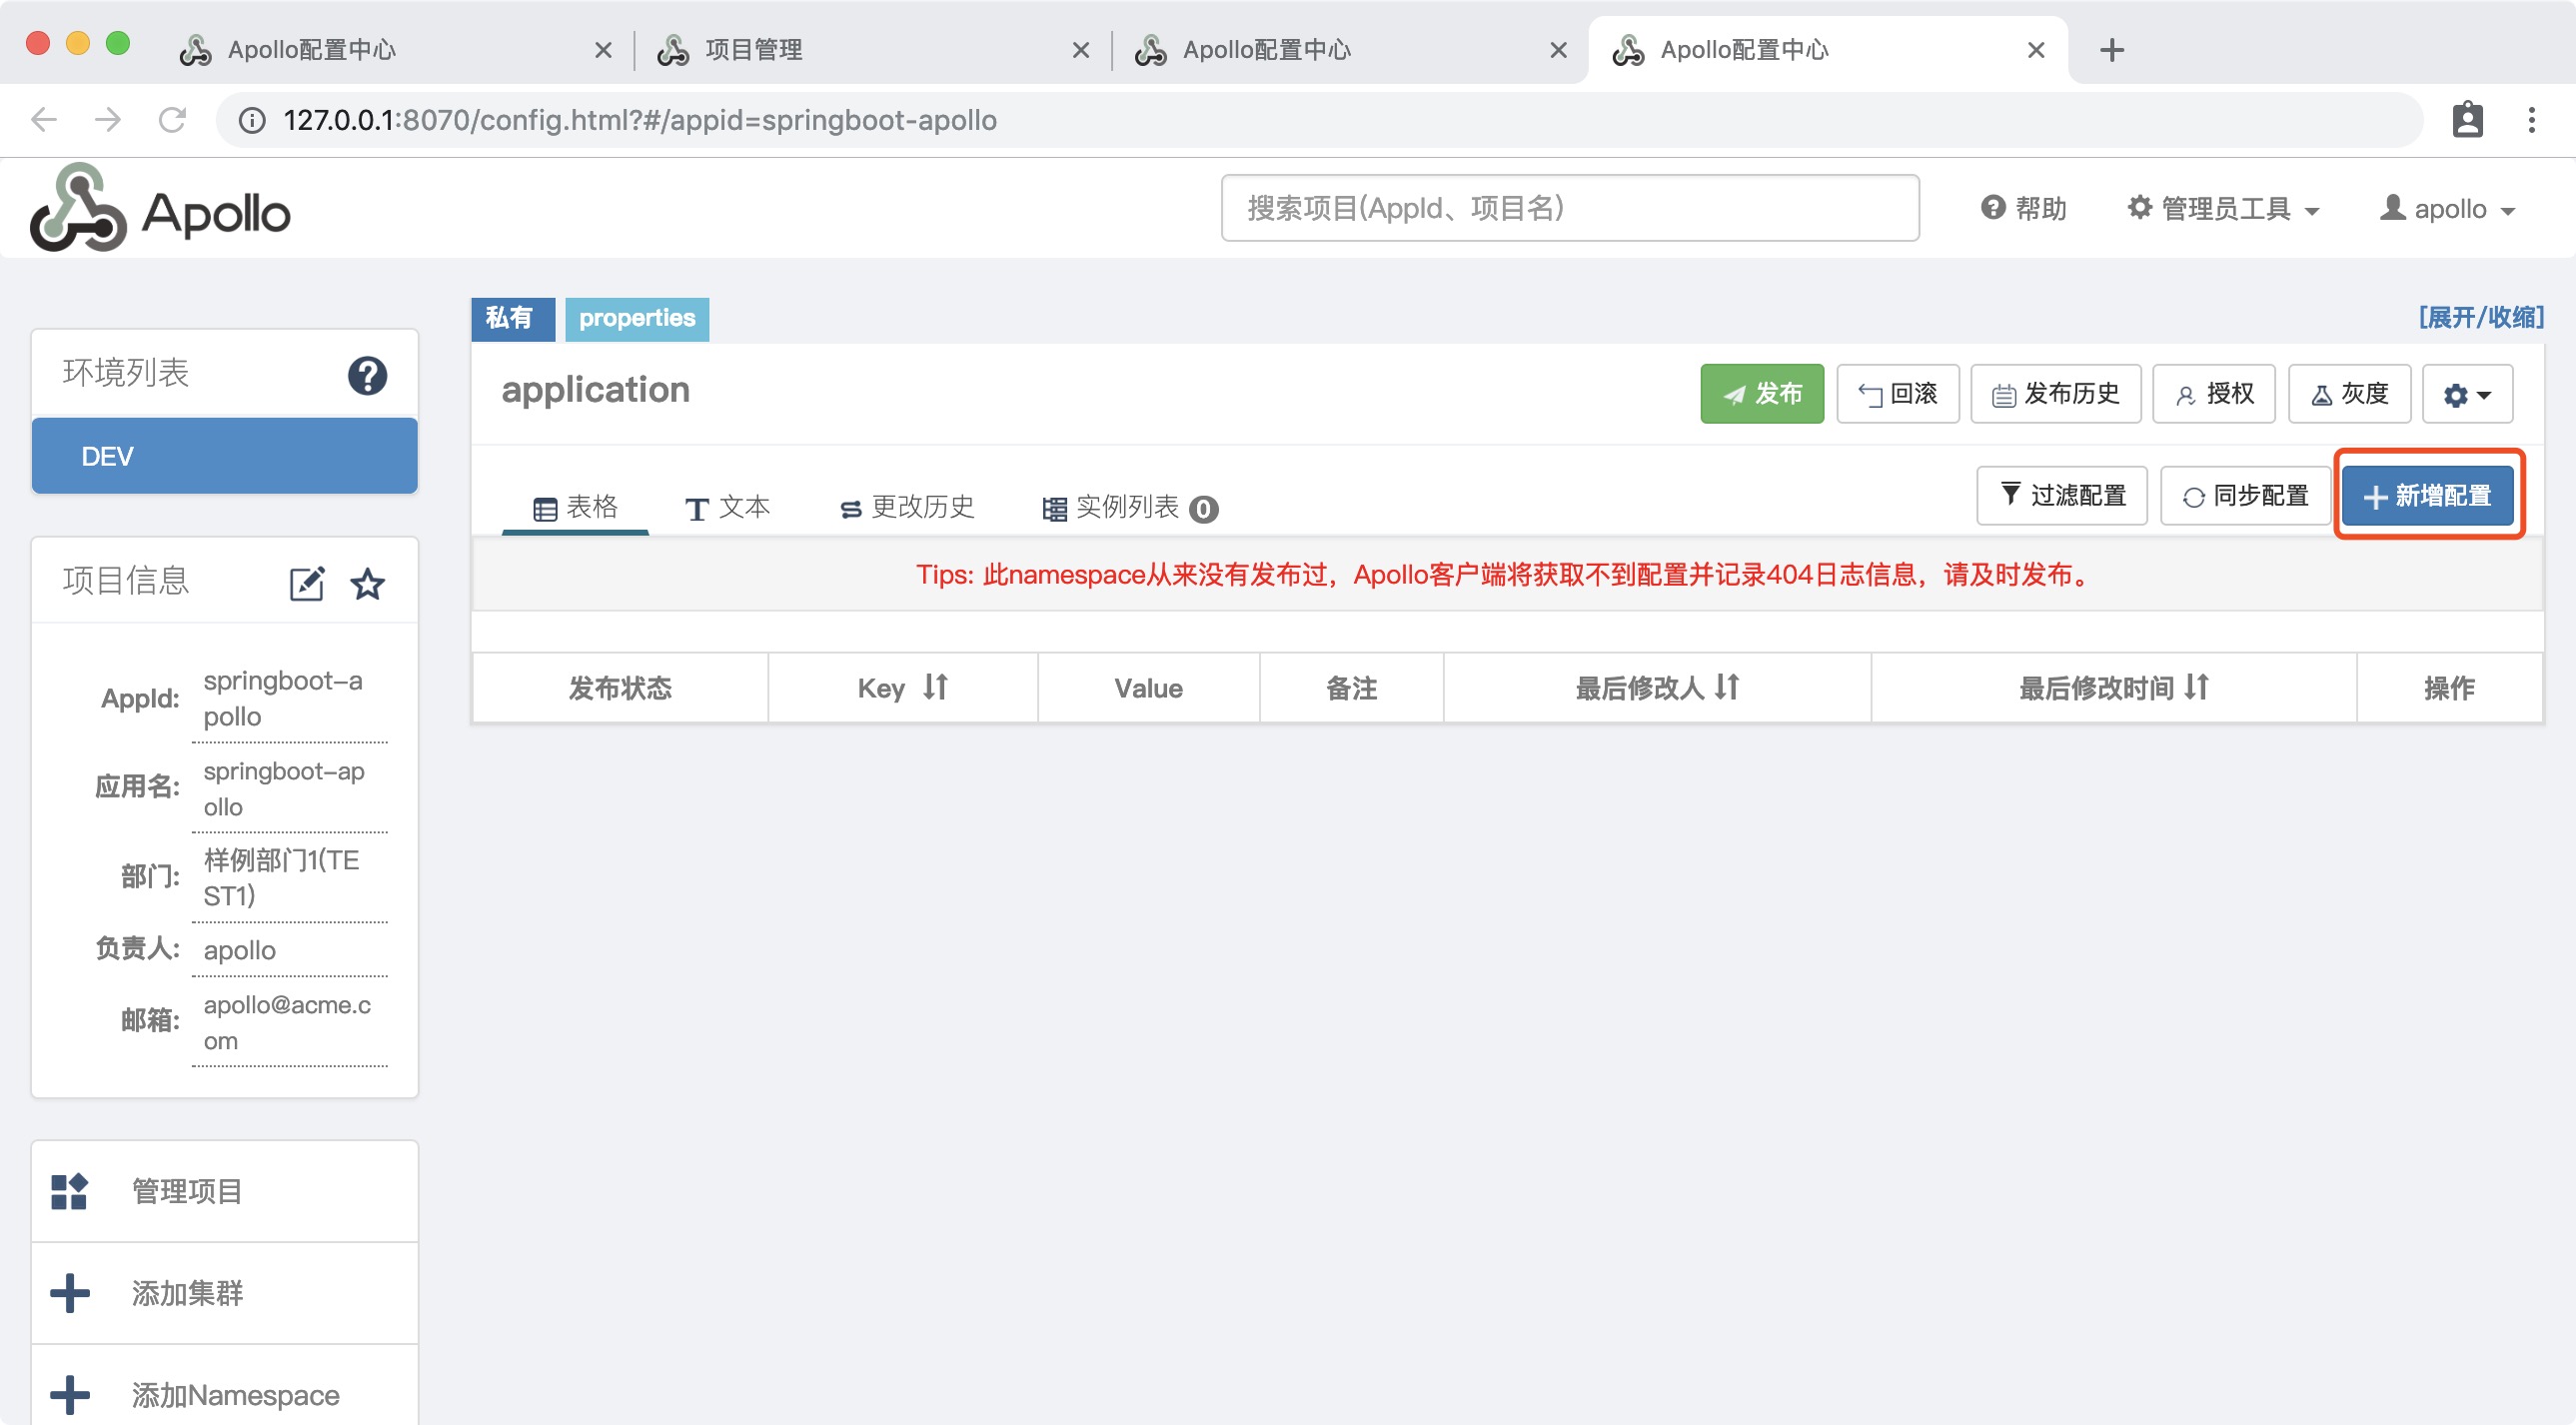 Apollo配置中心
项目管理
Apollo配置中心
Apollo配置中心
127.0.0.1:8070/config.html?#/appid=springboot-apollo
Apollo
搜索项目(AppId、项目名)
帮助
管理员工具
apollo
环境列表
DEV
项目信息
AppId:
springboot-a
pollo
应用名:
springboot-ap
ollo
部门:
样例部门1(TE
ST1)
负责人:
apollo
邮箱:
apollo@acme.c
om
管理项目
添加集群
添加Namespace
私有
properties
[展开/收缩]
application
发布
回滚
发布历史
授权
灰度
表格
文本
更改历史
实例列表 0
过滤配置
同步配置
新增配置
Tips: 此namespace从来没有发布过，Apollo客户端将获取不到配置并记录404日志信息，请及时发布。
发布状态
Key
Value
备注
最后修改人
最后修改时间
操作